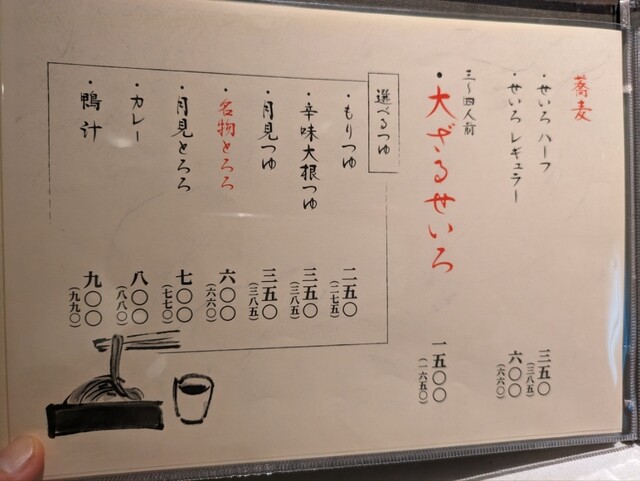 蕎麦
・せいろ ハーフ 三五〇 (三八五)
・せいろ レギュラー 六〇〇 (六六〇)
三〜四人前
・大ざるせいろ 一五〇〇 (一六五〇)
選べるつゆ
・もりつゆ 二五〇 (二七五)
・辛味大根つゆ 三五〇 (三八五)
・月見つゆ 三五〇 (三八五)
・名物とろろ 六〇〇 (六六〇)
・月見とろろ 七〇〇 (七七〇)
・カレー 八〇〇 (八八〇)
・鴨汁 九〇〇 (九九〇)